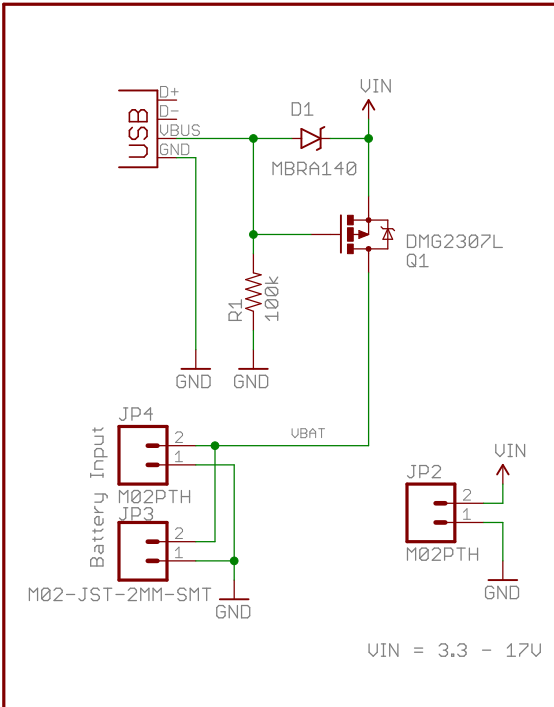 D+
D-
VBUS
GND
USB
D1
MBRA140
VIN
DMG2307L
Q1
R1
100k
GND
GND
VBAT
Battery Input
JP4
2
1
M02PTH
JP3
2
1
M02-JST-2MM-SMT
GND
JP2
2
1
M02PTH
VIN
GND
VIN = 3.3 - 17V